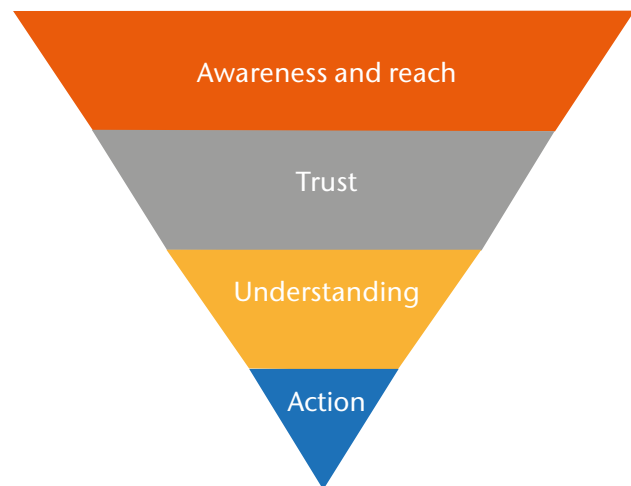 Awareness and reach
Trust
Understanding
Action